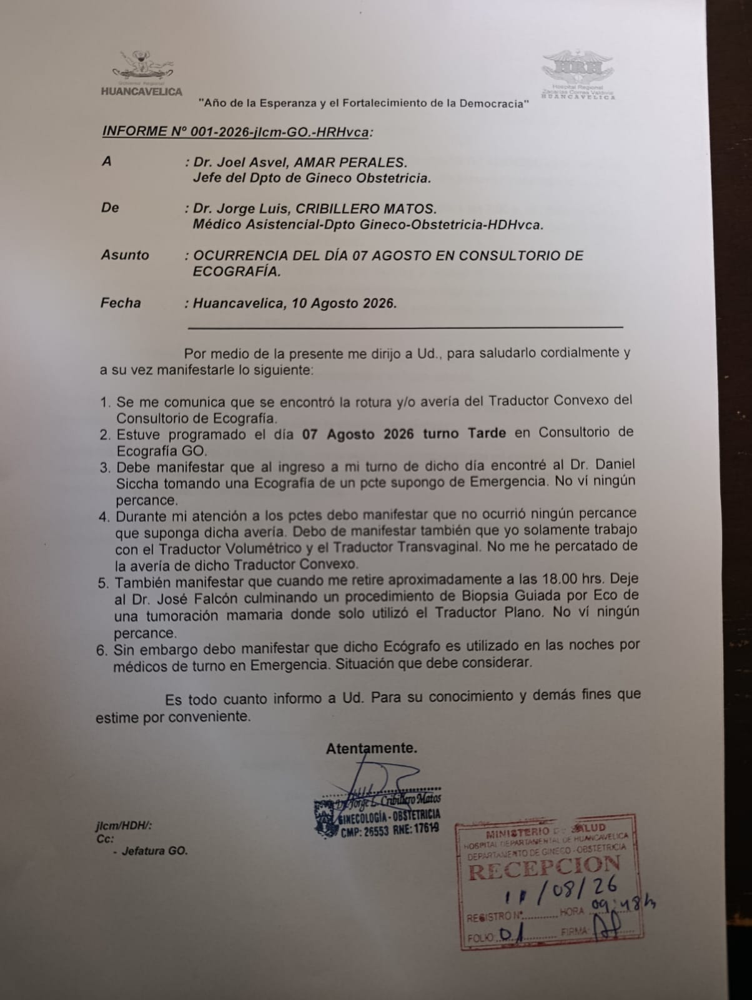 Gobierno Regional
HUANCAVELICA
HRH
Hospital Regional
Zacarías Correa Valdivia
HUANCAVELICA
"Año de la Esperanza y el Fortalecimiento de la Democracia"
INFORME Nº 001-2026-jlcm-GO.-HRHvca:
A : Dr. Joel Asvel, AMAR PERALES.
Jefe del Dpto de Gineco Obstetricia.
De : Dr. Jorge Luis, CRIBILLERO MATOS.
Médico Asistencial-Dpto Gineco-Obstetricia-HDHvca.
Asunto : OCURRENCIA DEL DÍA 07 AGOSTO EN CONSULTORIO DE
ECOGRAFÍA.
Fecha : Huancavelica, 10 Agosto 2026.
Por medio de la presente me dirijo a Ud., para saludarlo cordialmente y
a su vez manifestarle lo siguiente:
1. Se me comunica que se encontró la rotura y/o avería del Traductor Convexo del
Consultorio de Ecografía.
2. Estuve programado el día 07 Agosto 2026 turno Tarde en Consultorio de
Ecografía GO.
3. Debe manifestar que al ingreso a mi turno de dicho día encontré al Dr. Daniel
Siccha tomando una Ecografía de un pcte supongo de Emergencia. No ví ningún
percance.
4. Durante mi atención a los pctes debo manifestar que no ocurrió ningún percance
que suponga dicha avería. Debo de manifestar también que yo solamente trabajo
con el Traductor Volumétrico y el Traductor Transvaginal. No me he percatado de
la avería de dicho Traductor Convexo.
5. También manifestar que cuando me retire aproximadamente a las 18.00 hrs. Deje
al Dr. José Falcón culminando un procedimiento de Biopsia Guiada por Eco de
una tumoración mamaria donde solo utilizó el Traductor Plano. No ví ningún
percance.
6. Sin embargo debo manifestar que dicho Ecógrafo es utilizado en las noches por
médicos de turno en Emergencia. Situación que debe considerar.
Es todo cuanto informo a Ud. Para su conocimiento y demás fines que
estime por conveniente.
Atentamente.
Dr. Jorge L. Cribillero Matos
GINECOLOGÍA - OBSTETRICIA
CMP: 26553 RNE: 17619
jlcm/HDH/:
Cc:
- Jefatura GO.
MINISTERIO DE SALUD
HOSPITAL DEPARTAMENTAL DE HUANCAVELICA
DEPARTAMENTO DE GINECO - OBSTETRICIA
RECEPCION
11/08/26
REGISTRO Nº............ HORA 09:48h
FOLIO: 01 FIRMA: